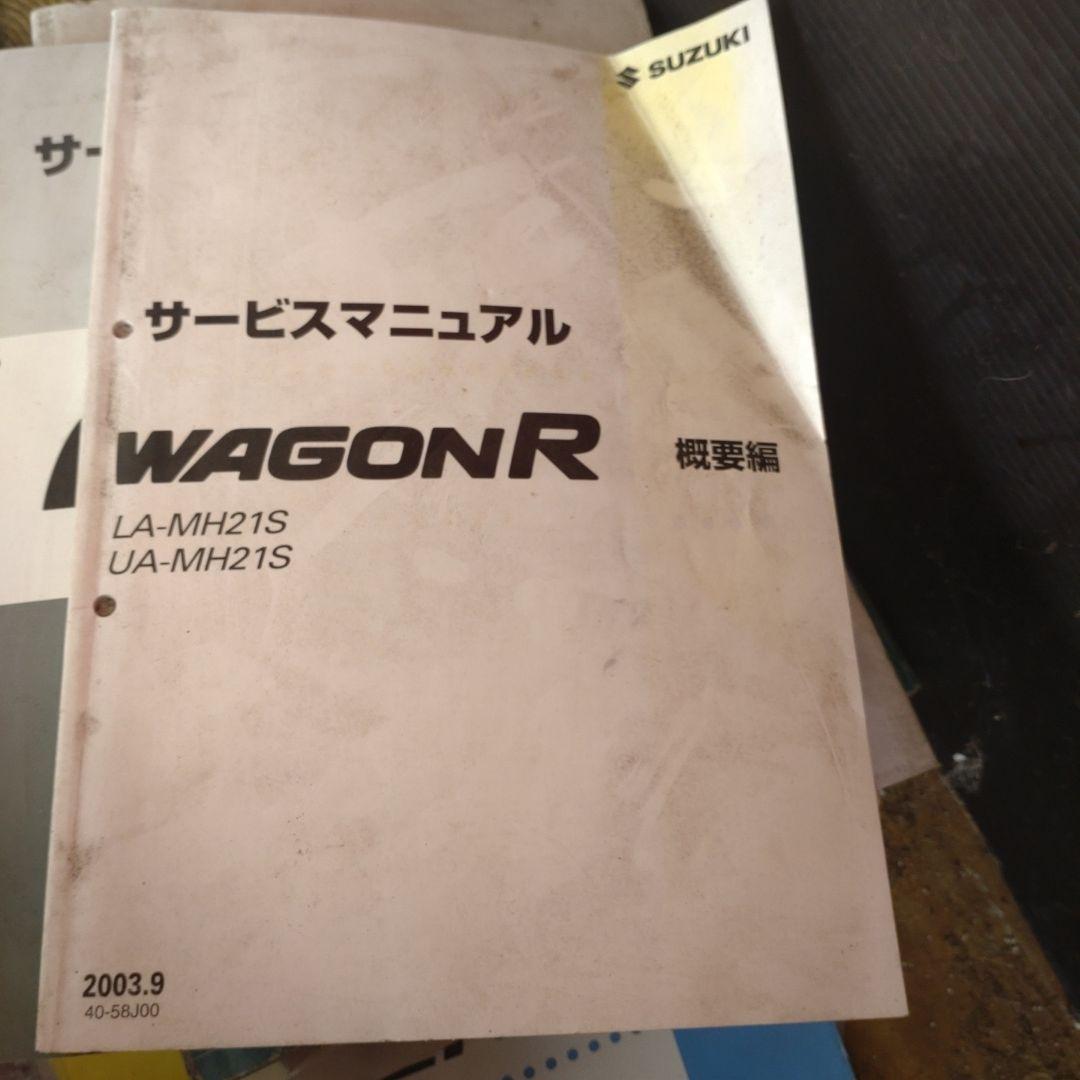 SUZUKI
サー
サービスマニュアル
WAGON R
概要編
LA-MH21S
UA-MH21S
2003.9
40-58J00